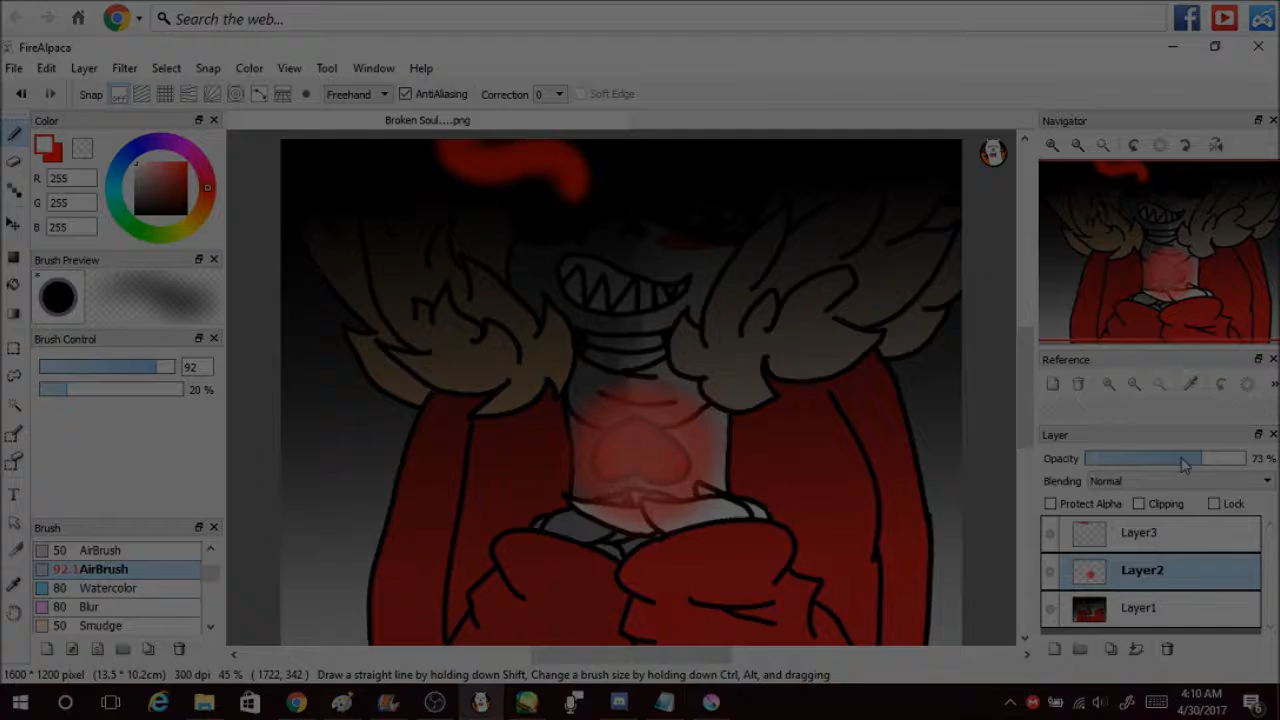 Search the web...
FireAlpaca
File Edit Layer Filter Select Snap Color View Tool Window Help
Snap off Freehand AntiAliasing Correction 0 Soft Edge
Color
Broken Soul....png
Navigator
R 255
G 255
B 255
Brush Preview
Brush Control
92
20 %
Reference
Layer
Opacity 73 %
Blending Normal
Protect Alpha Clipping Lock
Layer3
Layer2
Layer1
Brush
50 AirBrush
92.1 AirBrush
80 Watercolor
80 Blur
50 Smudge
1600 * 1200 pixel (13.5 * 10.2cm) 300 dpi 45 % (1722, 342) Draw a straight line by holding down Shift, Change a brush size by holding down Ctrl, Alt, and dragging
4:10 AM
4/30/2017